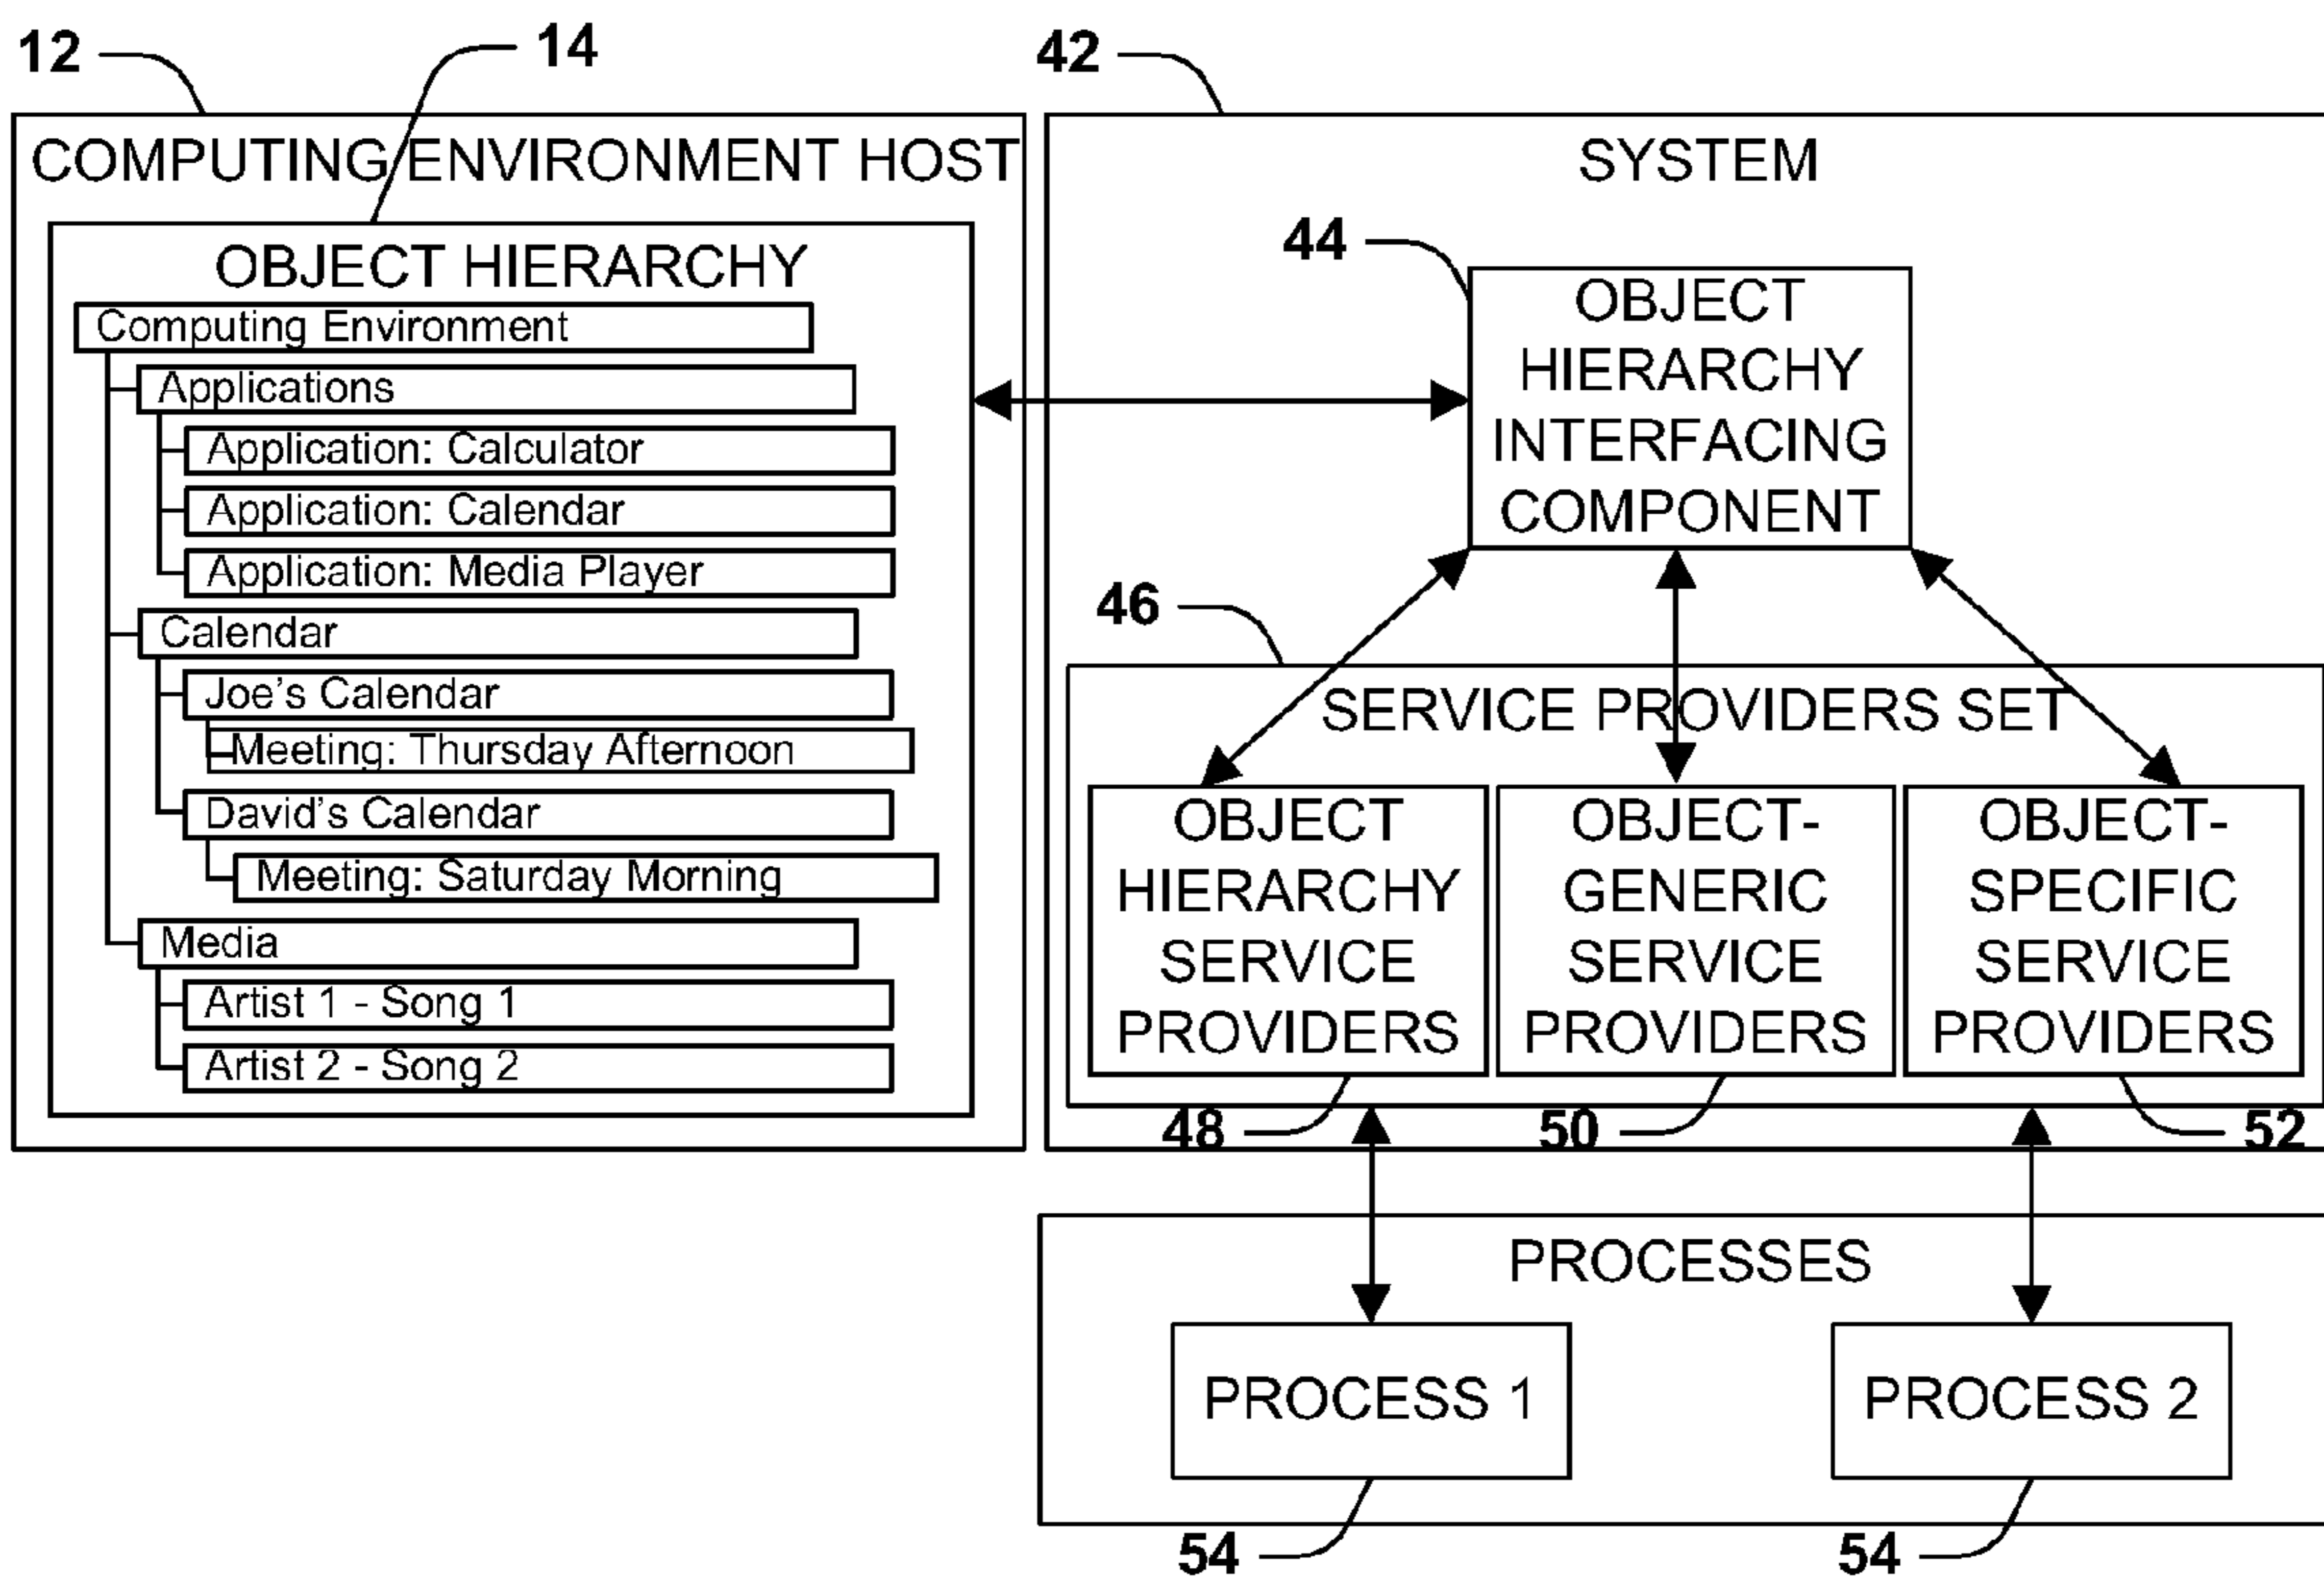 12
14
42
COMPUTING ENVIRONMENT HOST
SYSTEM
OBJECT HIERARCHY
Computing Environment
Applications
Application: Calculator
Application: Calendar
Application: Media Player
Calendar
Joe's Calendar
Meeting: Thursday Afternoon
David's Calendar
Meeting: Saturday Morning
Media
Artist 1 - Song 1
Artist 2 - Song 2
44
OBJECT
HIERARCHY
INTERFACING
COMPONENT
46
SERVICE PROVIDERS SET
OBJECT
HIERARCHY
SERVICE
PROVIDERS
OBJECT-
GENERIC
SERVICE
PROVIDERS
OBJECT-
SPECIFIC
SERVICE
PROVIDERS
48
50
52
PROCESSES
PROCESS 1
PROCESS 2
54
54